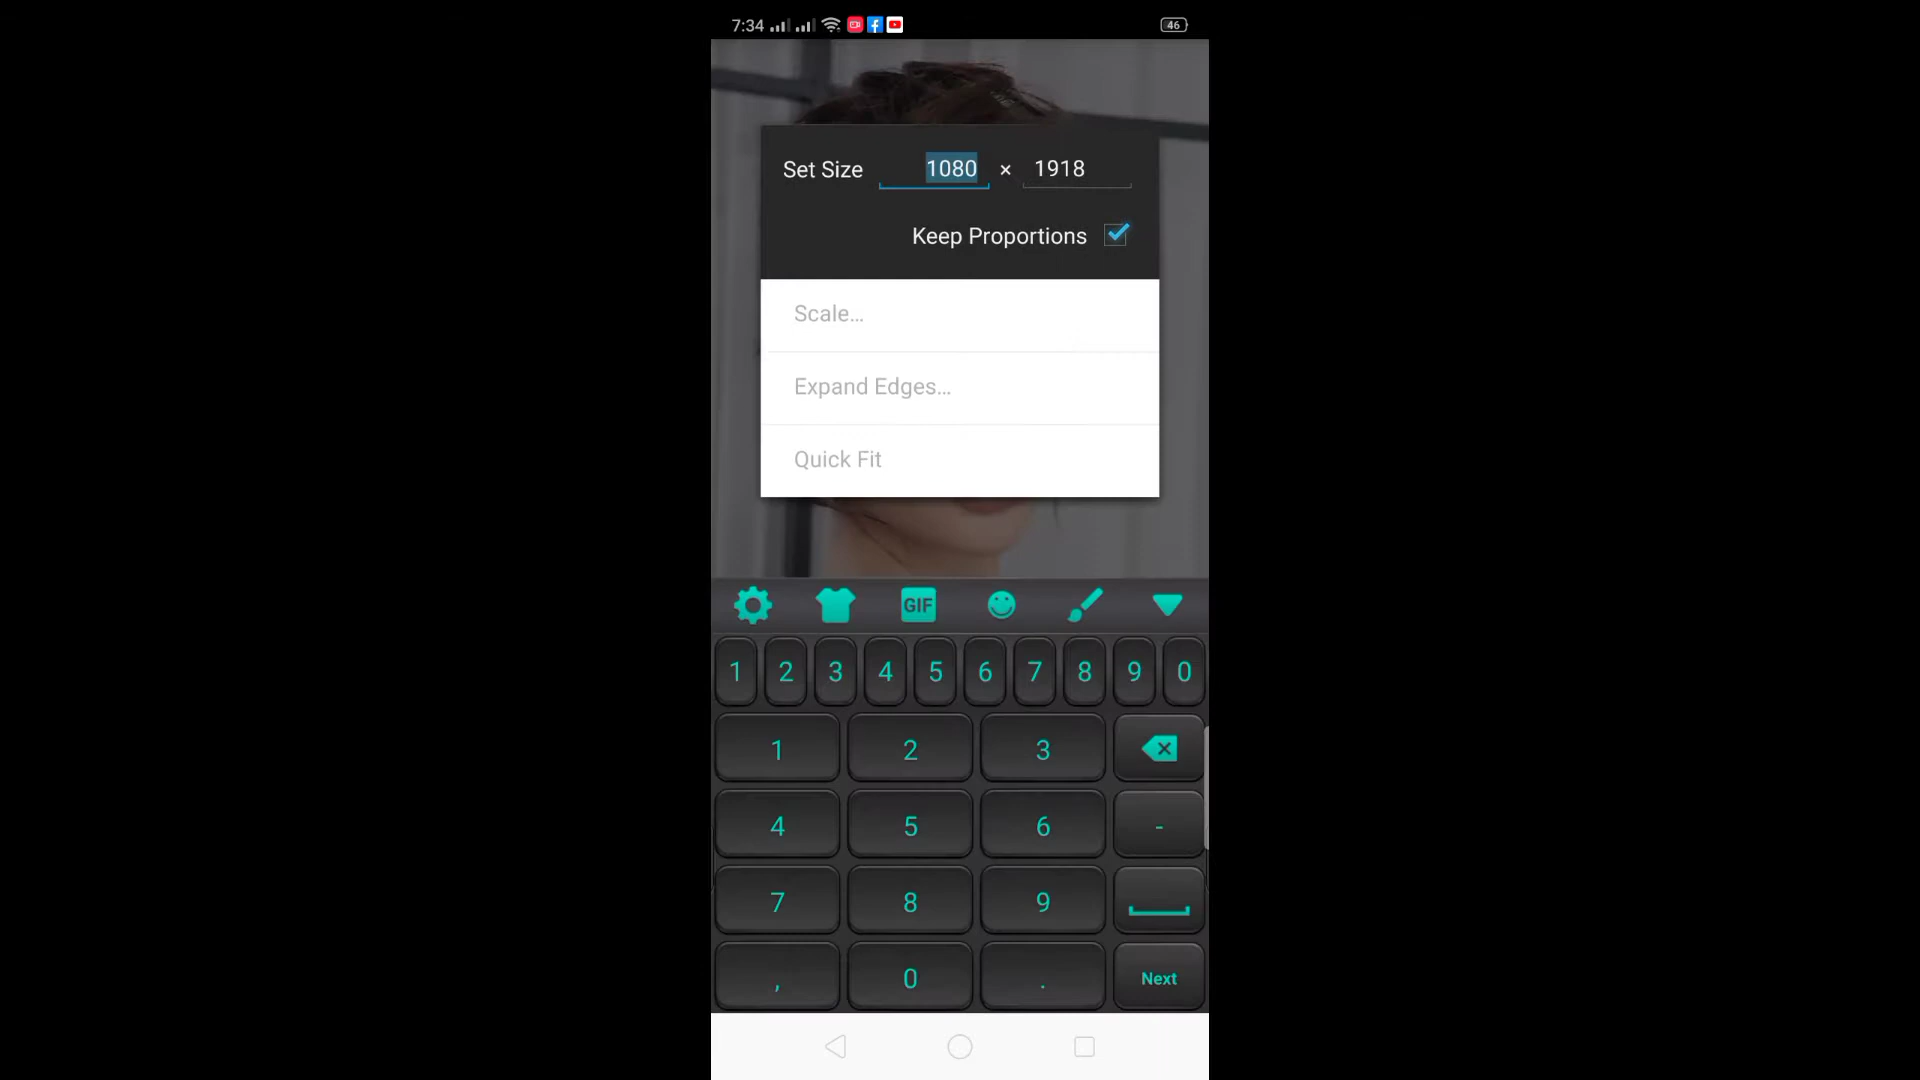 7:34 46
Set Size 1080 × 1918
Keep Proportions
Scale...
Expand Edges...
Quick Fit
GIF
1 2 3 4 5 6 7 8 9 0
1 2 3
4 5 6 -
7 8 9
, 0 . Next